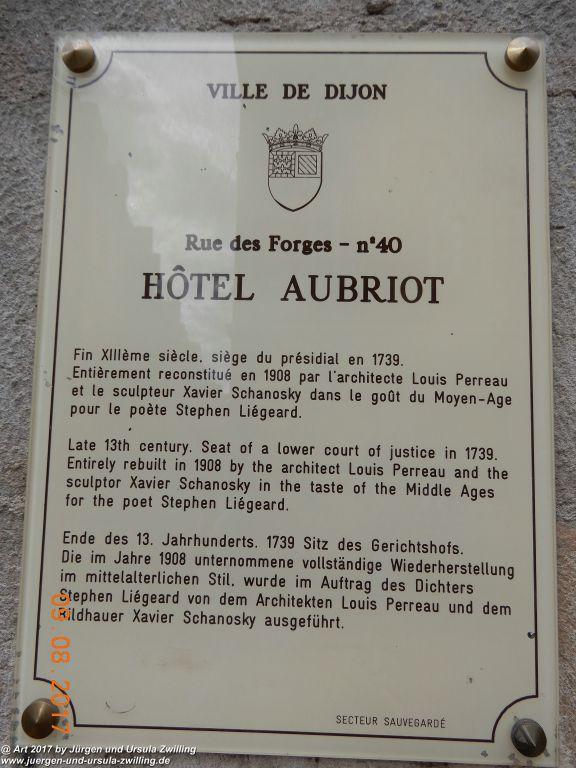 VILLE DE DIJON
Rue des Forges - n°40
HÔTEL AUBRIOT
Fin XIIIème siècle, siège du présidial en 1739.
Entièrement reconstitué en 1908 par l'architecte Louis Perreau
et le sculpteur Xavier Schanosky dans le goût du Moyen-Age
pour le poète Stephen Liégeard.
Late 13th century. Seat of a lower court of justice in 1739.
Entirely rebuilt in 1908 by the architect Louis Perreau and the
sculptor Xavier Schanosky in the taste of the Middle Ages
for the poet Stephen Liégeard.
Ende des 13. Jahrhunderts. 1739 Sitz des Gerichtshofs.
Die im Jahre 1908 unternommene vollständige Wiederherstellung
im mittelalterlichen Stil, wurde im Auftrag des Dichters
Stephen Liégeard von dem Architekten Louis Perreau und dem
Bildhauer Xavier Schanosky ausgeführt.
SECTEUR SAUVEGARDÉ
09.08.2017
@ Art 2017 by Jürgen und Ursula Zwilling
www.juergen-und-ursula-zwilling.de